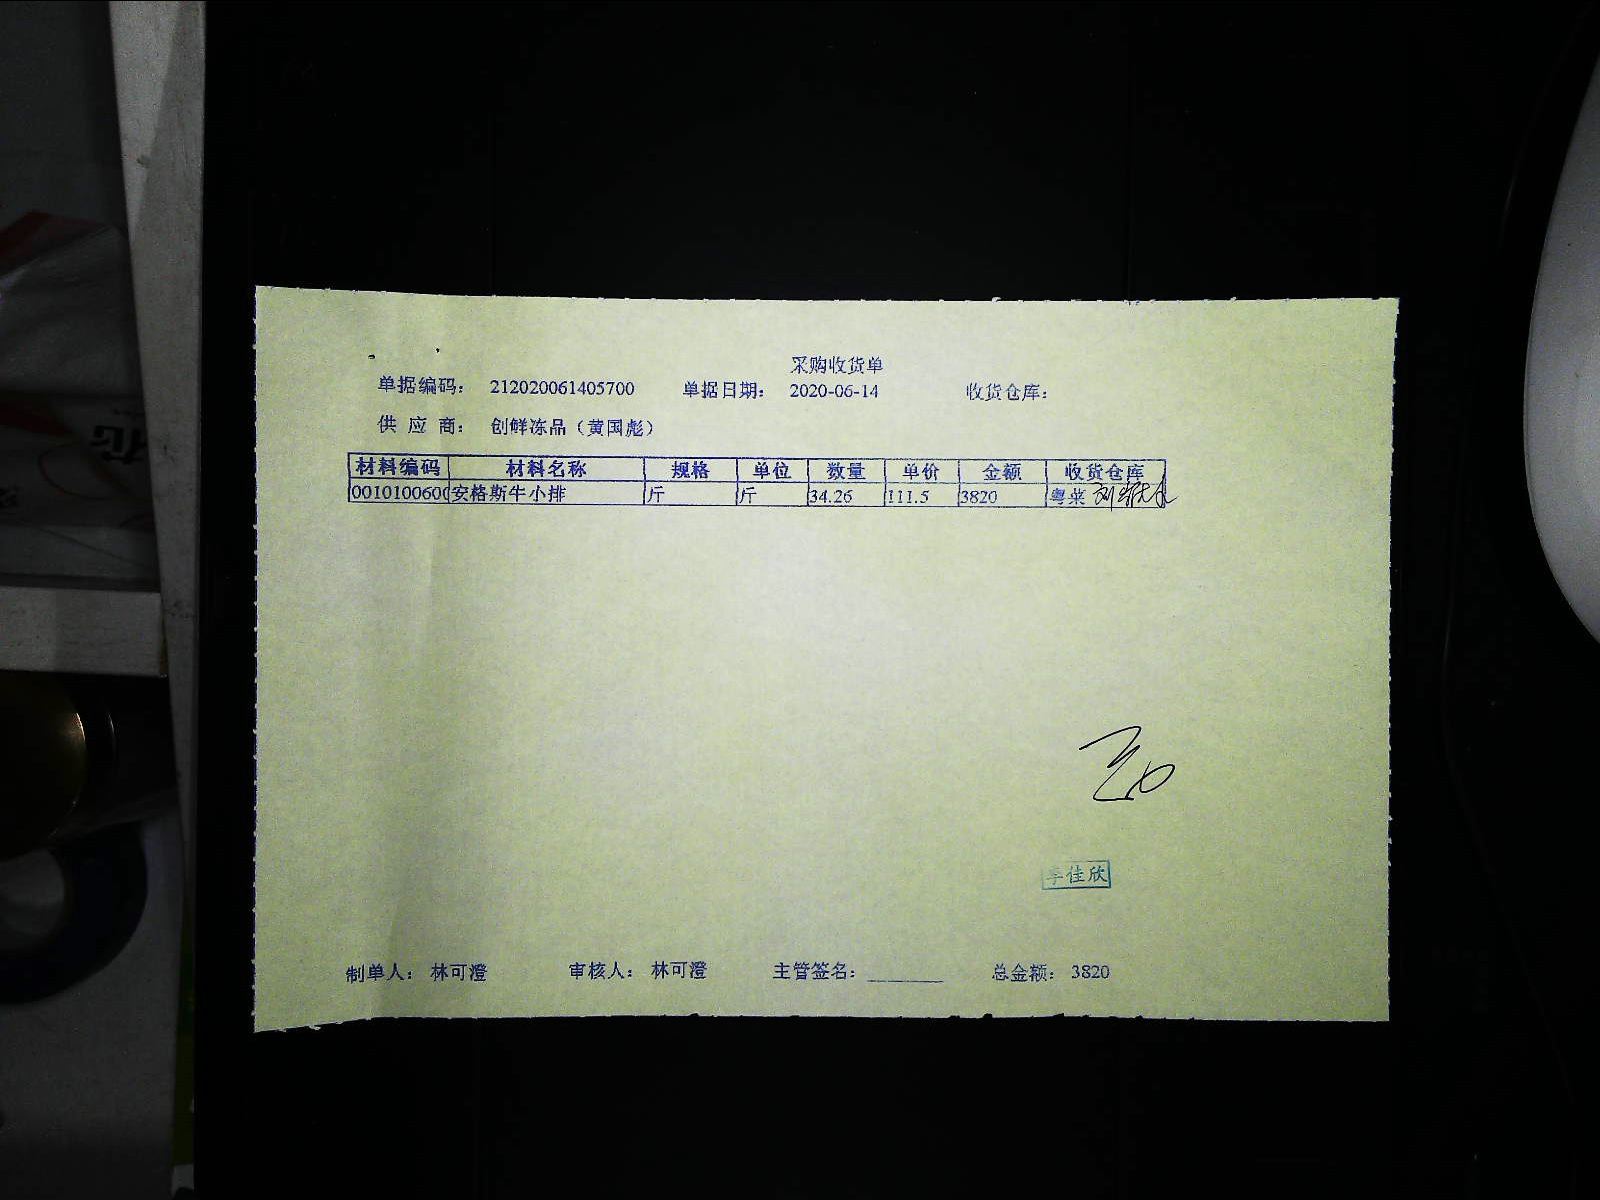 采购收货单
单据编码: 212020061405700 单据日期: 2020-06-14 收货仓库:
供 应 商: 创鲜冻品（黄国彪）
材料编码 材料名称 规格 单位 数量 单价 金额 收货仓库
0010100600 安格斯牛小排 斤 斤 34.26 111.5 3820 粤菜
李佳欣
制单人: 林可澄 审核人: 林可澄 主管签名: ________ 总金额: 3820